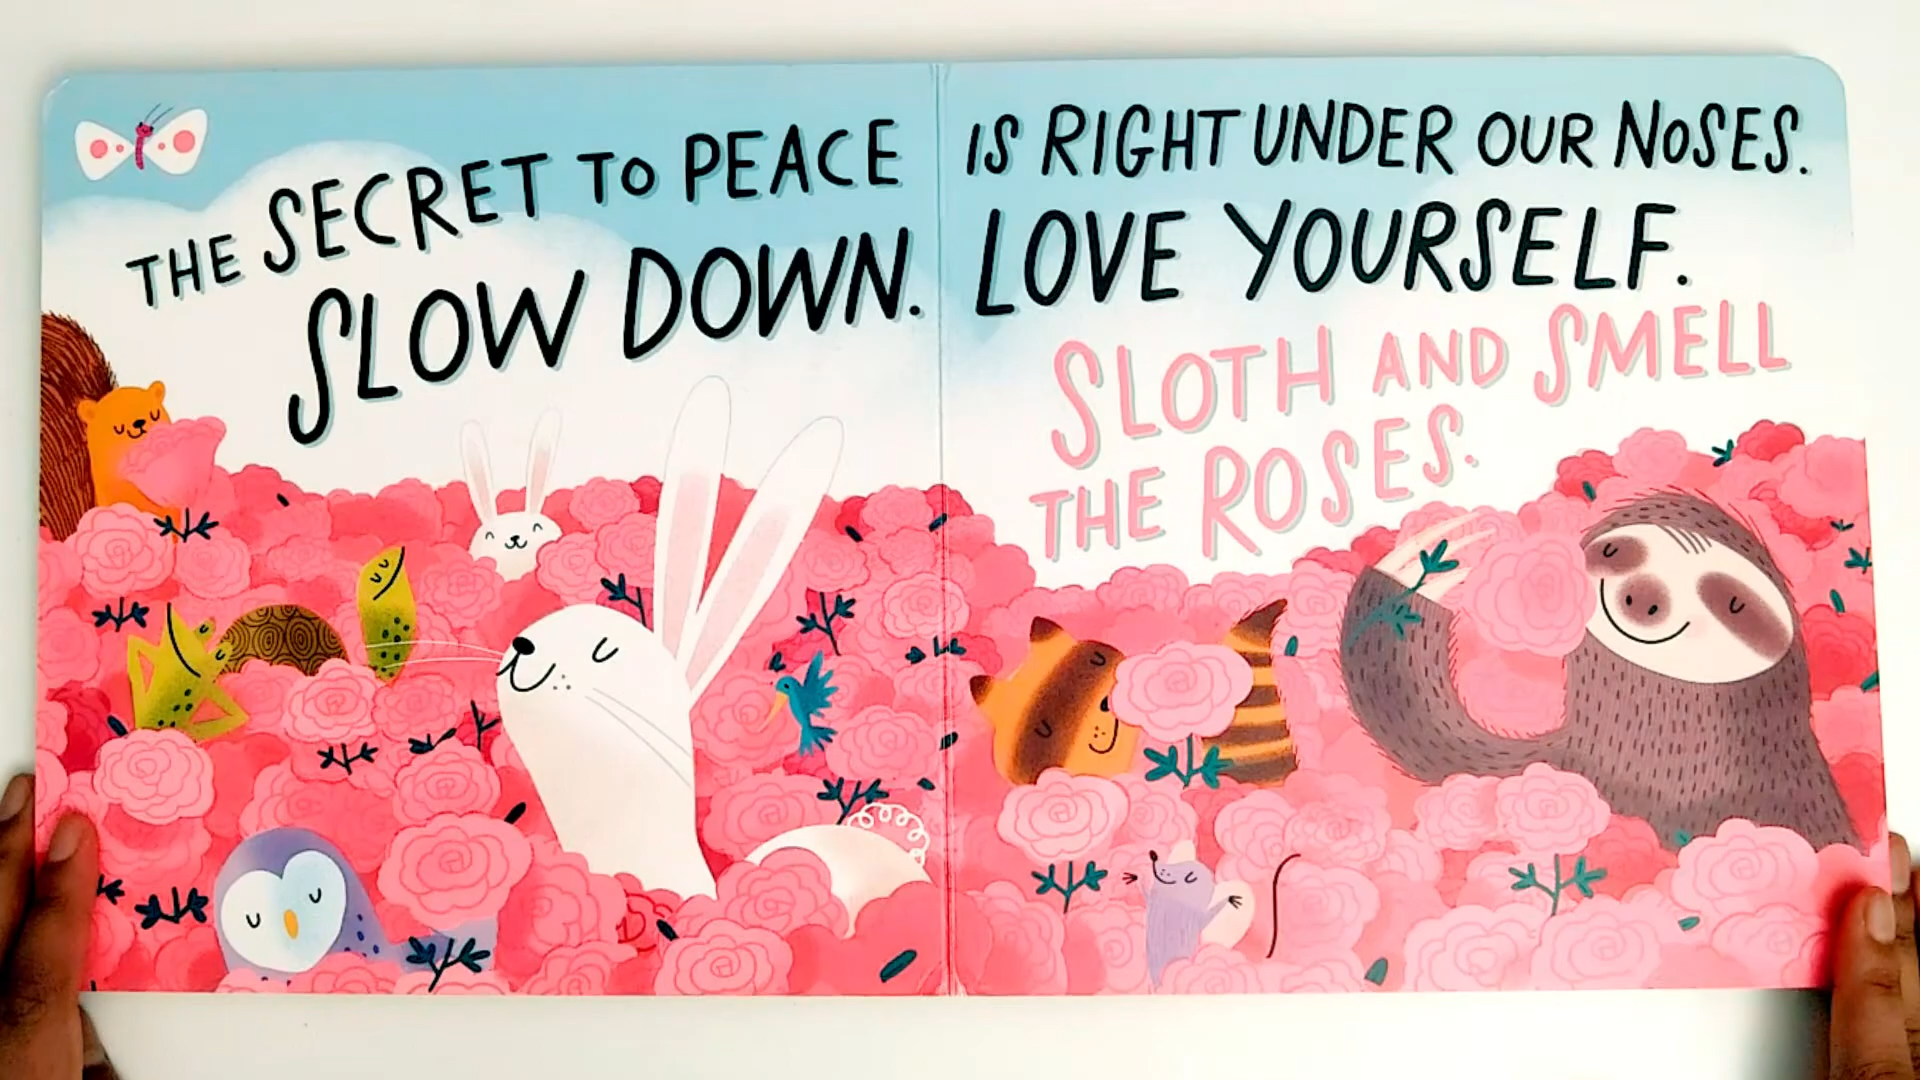 THE SECRET TO PEACE IS RIGHT UNDER OUR NOSES.
SLOW DOWN. LOVE YOURSELF.
SLOTH AND SMELL
THE ROSES.